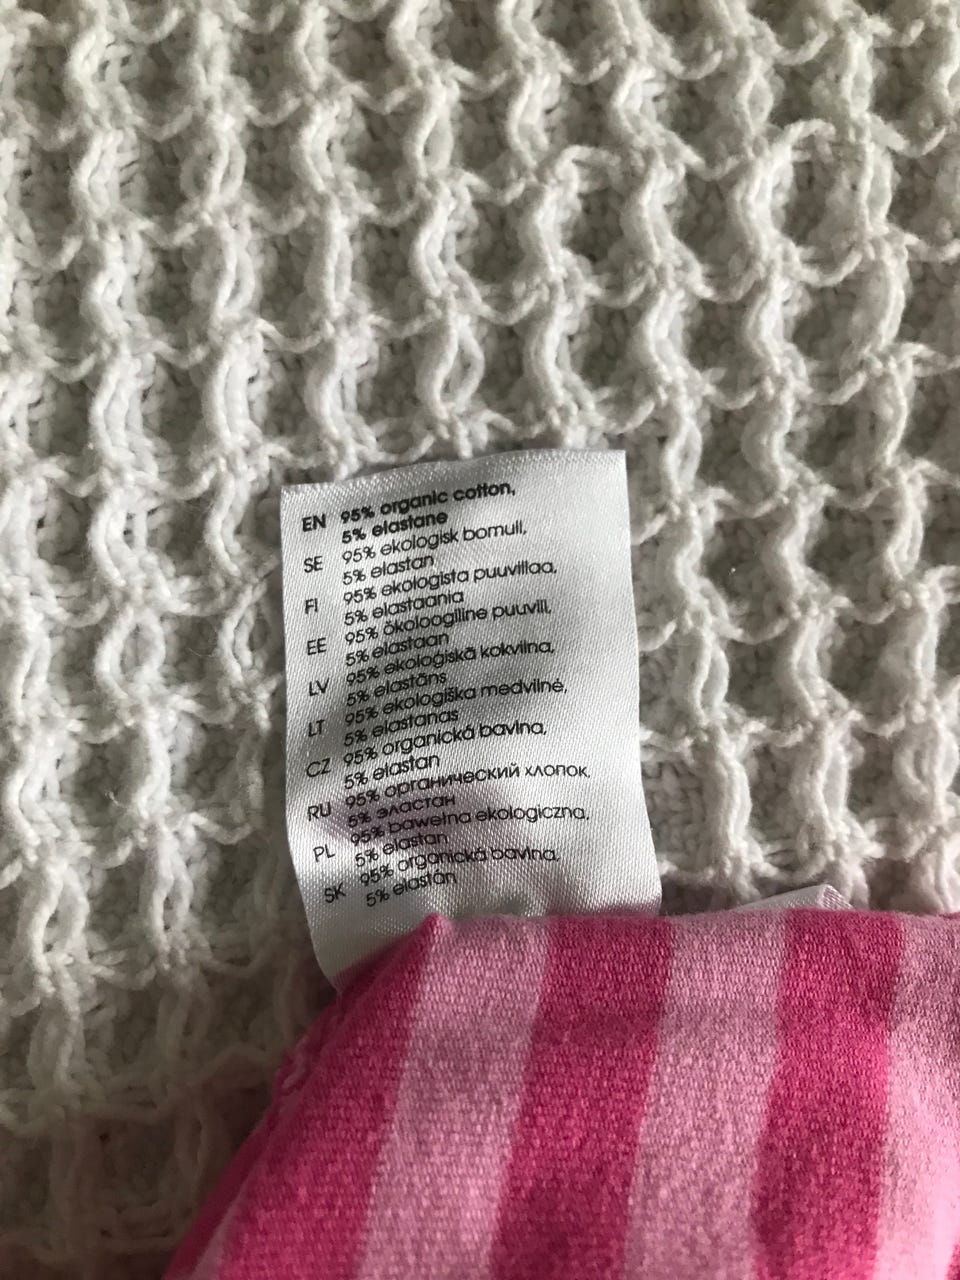 EN 95% organic cotton,
5% elastane
SE 95% ekologisk bomull,
5% elastan
FI 95% ekologista puuvillaa,
5% elastaania
EE 95% ökoloogiline puuvill,
5% elastaan
LV 95% ekoloģiskā kokvilna,
5% elastāns
LT 95% ekologiška medvilnė,
5% elastanas
CZ 95% organická bavlna,
5% elastan
RU 95% органический хлопок,
5% эластан
PL 95% bawełna ekologiczna,
5% elastan
SK 95% organická bavlna,
5% elastán